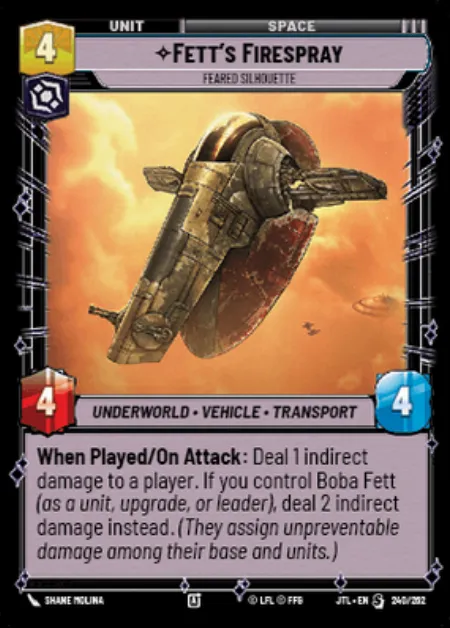 UNIT SPACE
4
✧FETT'S FIRESPRAY
FEARED SILHOUETTE
4
UNDERWORLD • VEHICLE • TRANSPORT
4
When Played/On Attack: Deal 1 indirect
damage to a player. If you control Boba Fett
(as a unit, upgrade, or leader), deal 2 indirect
damage instead. (They assign unpreventable
damage among their base and units.)
SHANE MOLINA
A
© LFL © FFG
JTL • EN
S
240/262